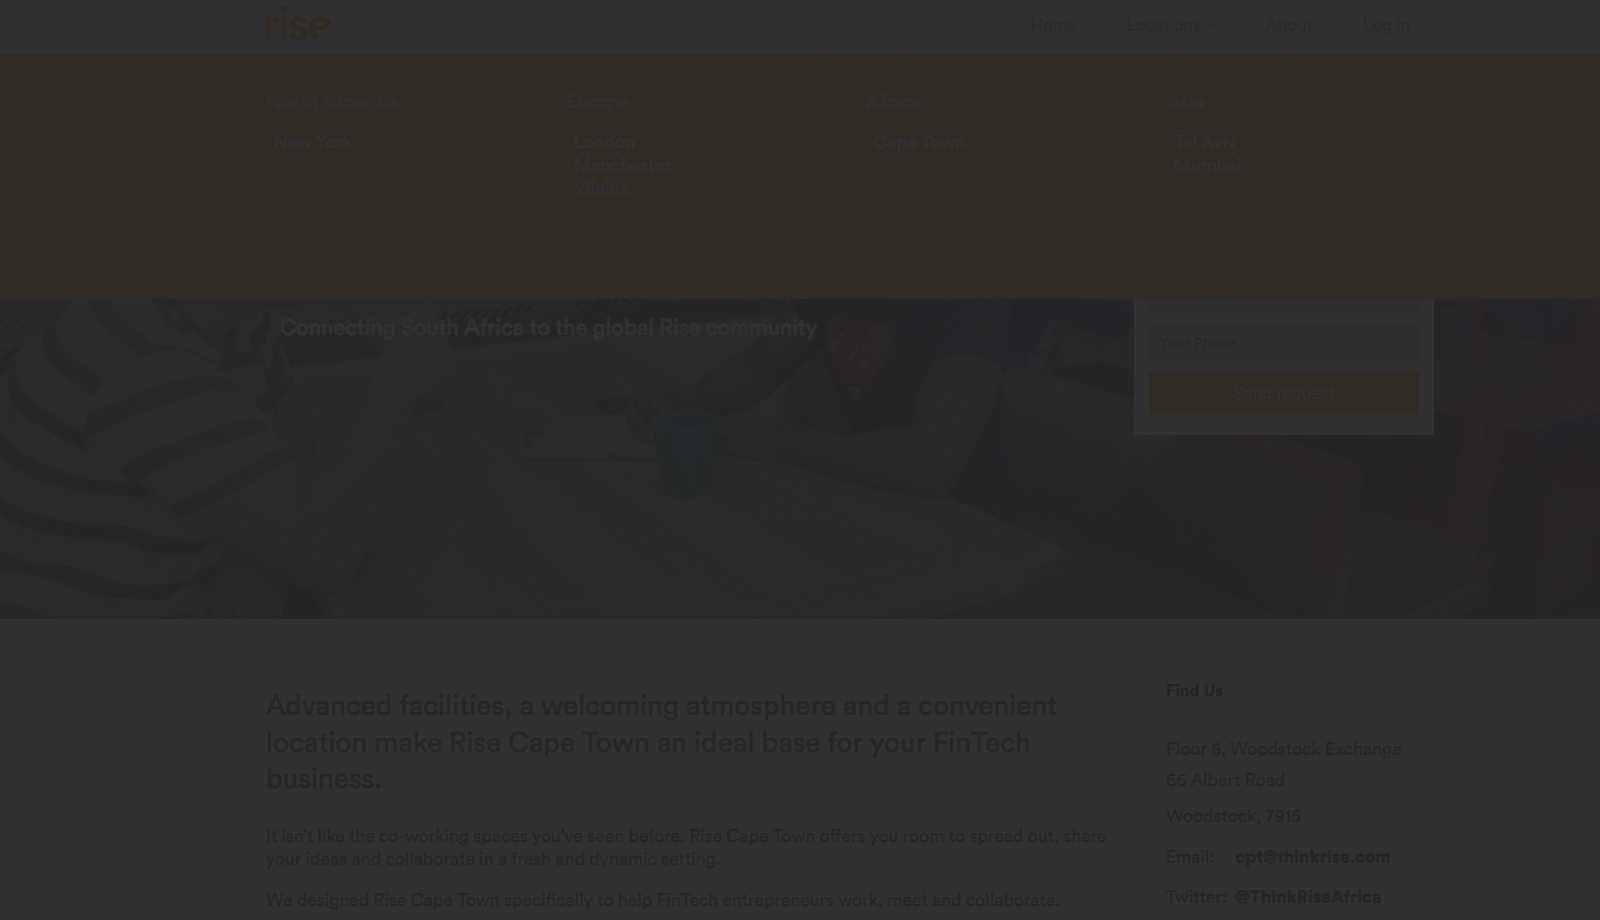 rise
Home Locations About Log in
North America Europe Africa Asia
New York London Cape Town Tel Aviv
Manchester Mumbei
Vilnius
Connecting South Africa to the global Rise community
Your Phone
Send request
Advanced facilities, a welcoming atmosphere and a convenient
location make Rise Cape Town an ideal base for your FinTech
business.
It isn't like the co-working spaces you've seen before. Rise Cape Town offers you room to spread out, share
your ideas and collaborate in a fresh and dynamic setting.
We designed Rise Cape Town specifically to help FinTech entrepreneurs work, meet and collaborate.
Find Us
Floor 5, Woodstock Exchange
66 Albert Road
Woodstock, 7915
Email: cpt@thinkrise.com
Twitter: @ThinkRiseAfrica